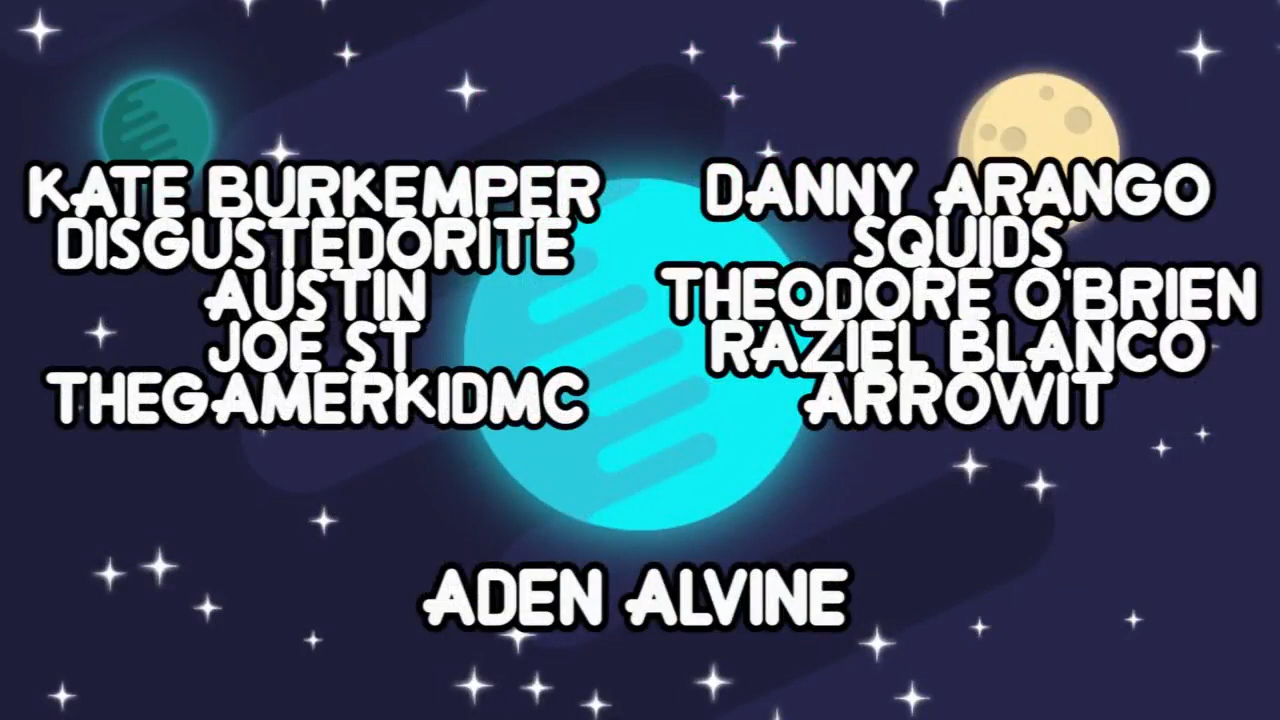 KATE BURKEMPER
DISGUSTEDORITE
AUSTIN
JOE ST
THEGAMERKIDMC
DANNY ARANGO
SQUIDS
THEODORE O'BRIEN
RAZIEL BLANCO
ARROWIT
ADEN ALVINE